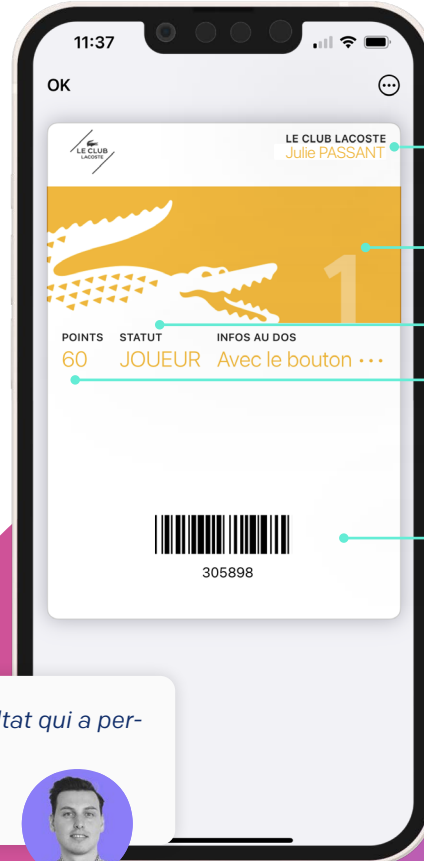 11:37
OK
LE CLUB
LACOSTE
LE CLUB LACOSTE
Julie PASSANT
1
POINTS STATUT INFOS AU DOS
60 JOUEUR Avec le bouton •••
305898
tat qui a per-